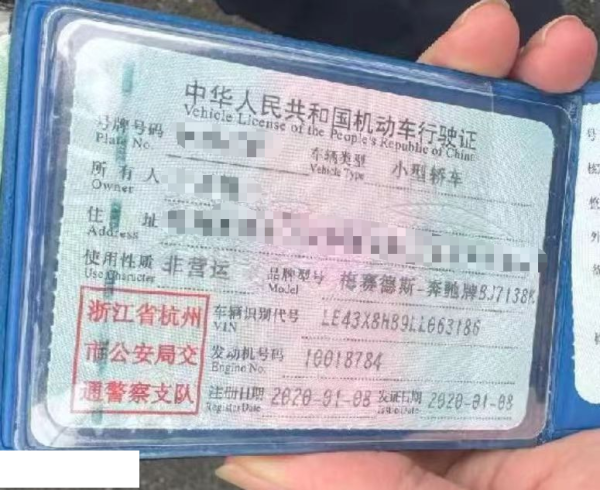 中华人民共和国机动车行驶证
Vehicle License of the People's Republic of China
号牌号码
Plate No.
车辆类型 小型轿车
Vehicle Type
所有人
Owner
住址
Address
使用性质 非营运
Use Character
品牌型号 梅赛德斯-奔驰牌BJ7138K
Model
浙江省杭州
市公安局交
通警察支队
车辆识别代号 LE43X8HB9LL663186
VIN
发动机号码 10018784
Engine No.
注册日期 2020-01-08
Register Date
发证日期 2020-01-08
Issue Date
号